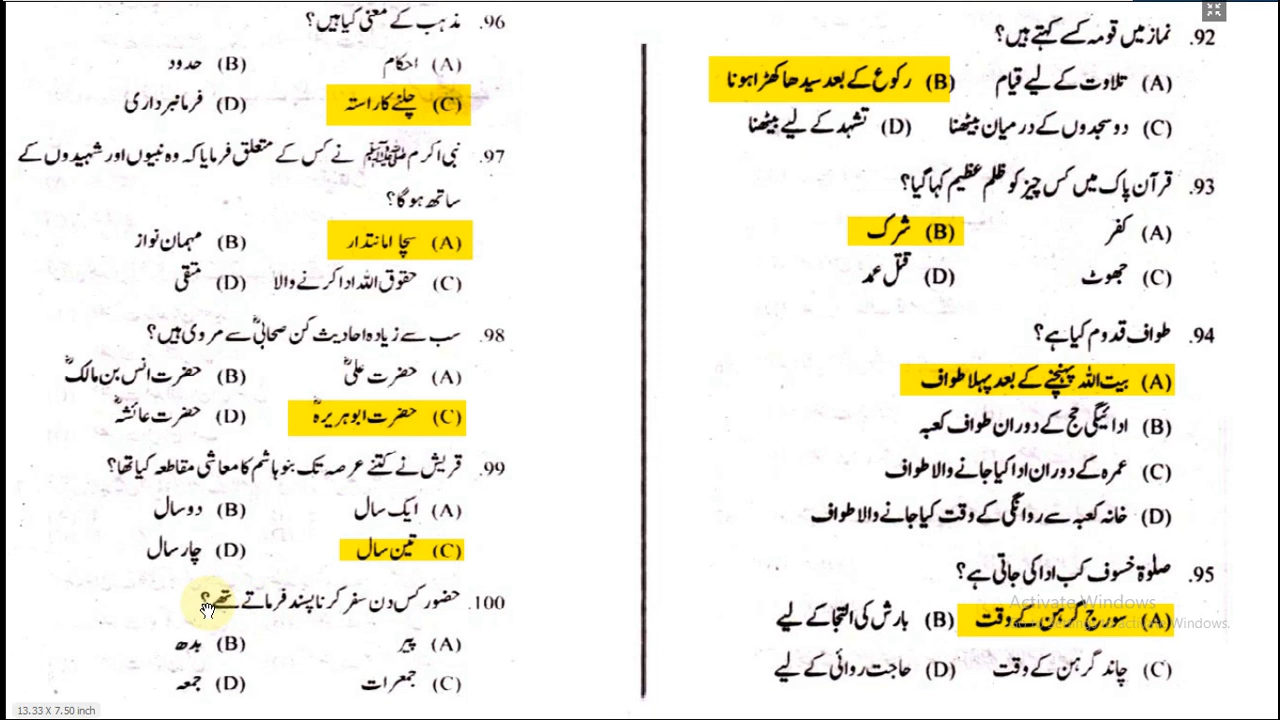 92. نماز میں قومہ کسے کہتے ہیں؟
(A) تلاوت کے لیے قیام (B) رکوع کے بعد سیدھا کھڑا ہونا
(C) دو سجدوں کے درمیان بیٹھنا (D) تشہد کے لیے بیٹھنا
93. قرآن پاک میں کس چیز کو ظلم عظیم کہا گیا؟
(A) کفر (B) شرک
(C) جھوٹ (D) قتل عمد
94. طواف قدوم کیا ہے؟
(A) بیت اللہ پہنچنے کے بعد پہلا طواف
(B) ادائیگی حج کے دوران طواف کعبہ
(C) عمرہ کے دوران ادا کیا جانے والا طواف
(D) خانہ کعبہ سے روانگی کے وقت کیا جانے والا طواف
95. صلوۃ خسوف کب ادا کی جاتی ہے؟
(A) سورج گرہن کے وقت (B) بارش کی التجا کے لیے
(C) چاند گرہن کے وقت (D) حاجت روائی کے لیے
96. مذہب کے معنی کیا ہیں؟
(A) احکام (B) حدود
(C) چلنے کا راستہ (D) فرمانبرداری
97. نبی اکرم ﷺ نے کس کے متعلق فرمایا کہ وہ نبیوں اور شہیدوں کے
ساتھ ہو گا؟
(A) سچا امانتدار (B) مہمان نواز
(C) حقوق اللہ ادا کرنے والا (D) متقی
98. سب سے زیادہ احادیث کن صحابیؓ سے مروی ہیں؟
(A) حضرت علیؓ (B) حضرت انس بن مالکؓ
(C) حضرت ابوہریرہؓ (D) حضرت عائشہؓ
99. قریش نے کتنے عرصہ تک بنو ہاشم کا معاشی مقاطعہ کیا تھا؟
(A) ایک سال (B) دو سال
(C) تین سال (D) چار سال
100. حضور کس دن سفر کرنا پسند فرماتے تھے؟
(A) پیر (B) بدھ
(C) جمعرات (D) جمعہ
Activate Windows
13.33 X 7.50 inch